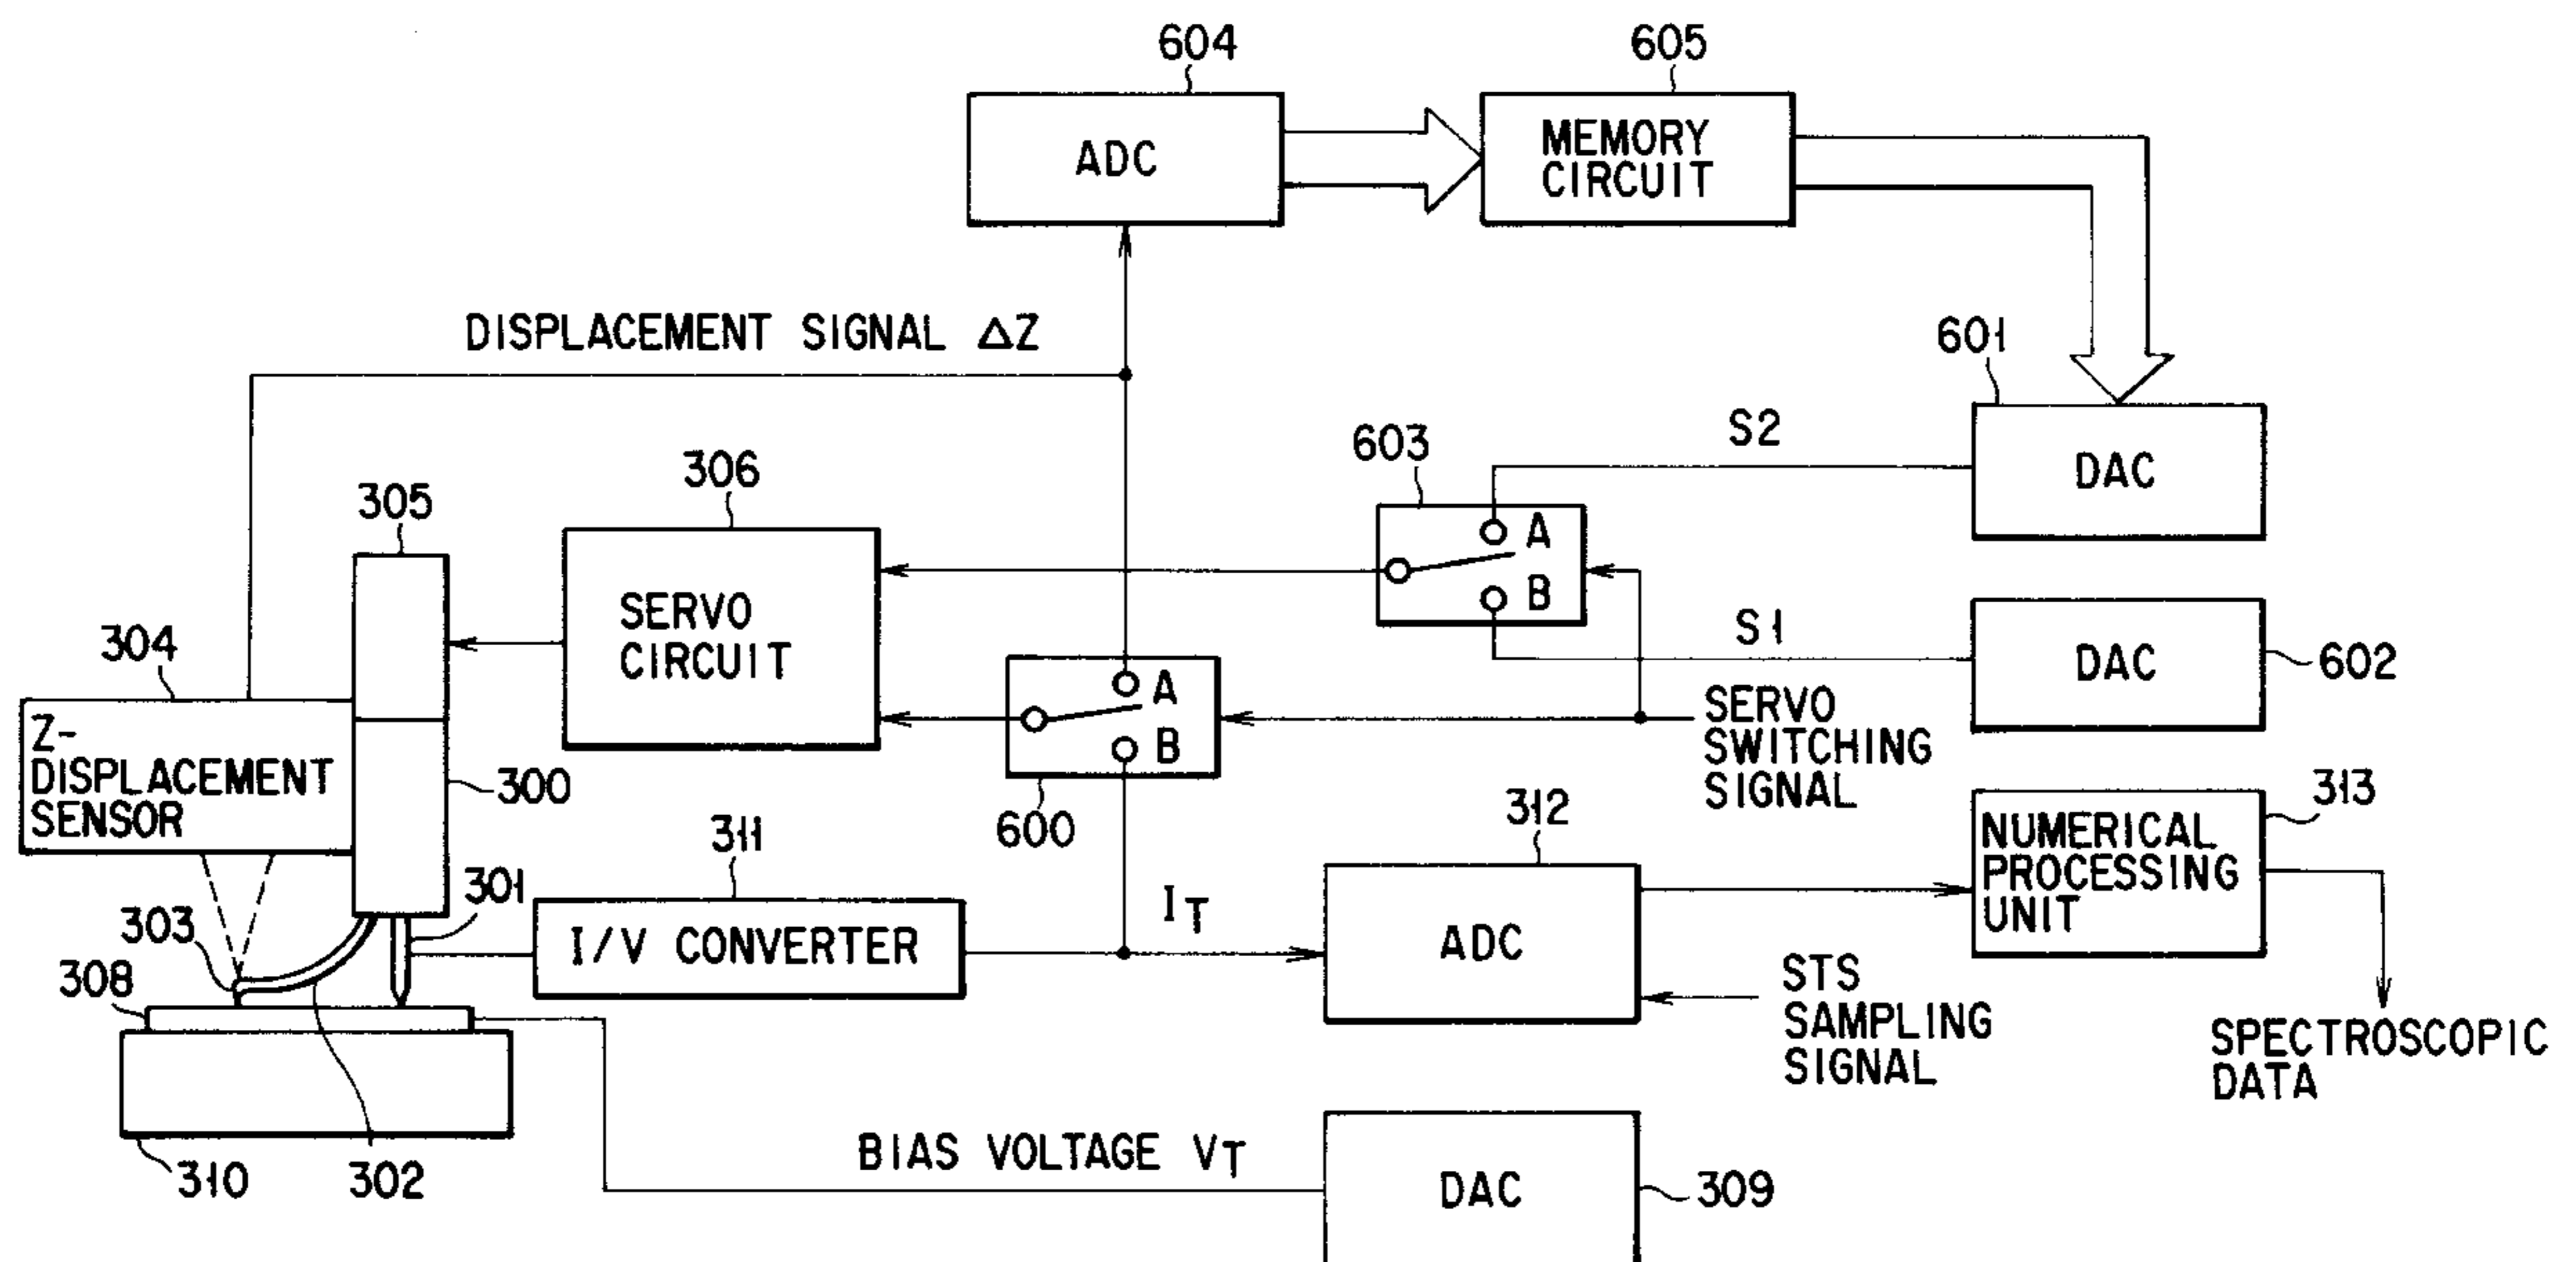 604
605
ADC
MEMORY
CIRCUIT
DISPLACEMENT SIGNAL ΔZ
601
S2
603
DAC
306
305
A
B
SERVO
CIRCUIT
S1
304
DAC
602
A
B
Z-
DISPLACEMENT
SENSOR
SERVO
SWITCHING
SIGNAL
300
600
312
313
311
NUMERICAL
PROCESSING
UNIT
301
303
I/V CONVERTER
IT
ADC
308
STS
SAMPLING
SIGNAL
SPECTROSCOPIC
DATA
310
302
BIAS VOLTAGE VT
DAC
309